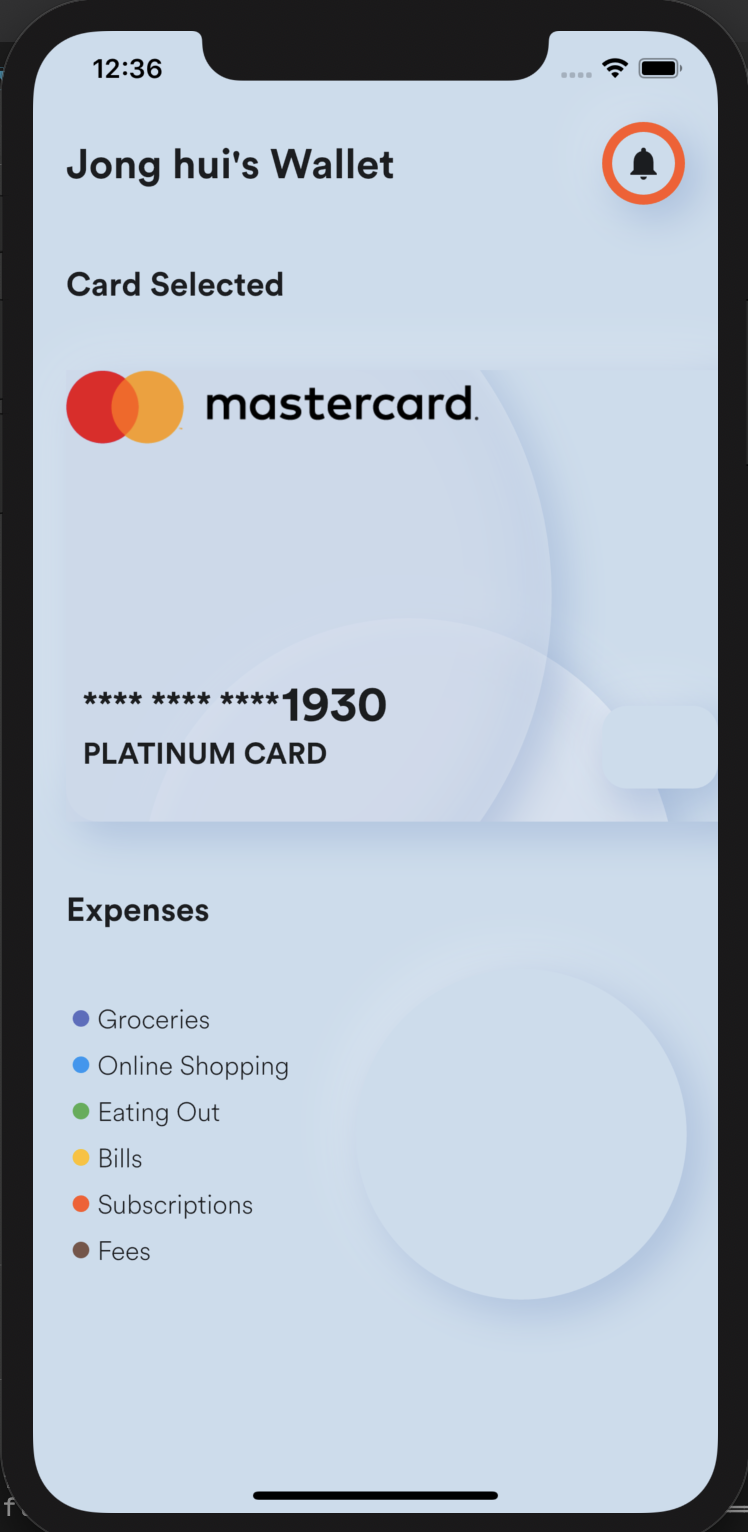 12:36
Jong hui's Wallet
Card Selected
mastercard.
**** **** ****1930
PLATINUM CARD
Expenses
Groceries
Online Shopping
Eating Out
Bills
Subscriptions
Fees